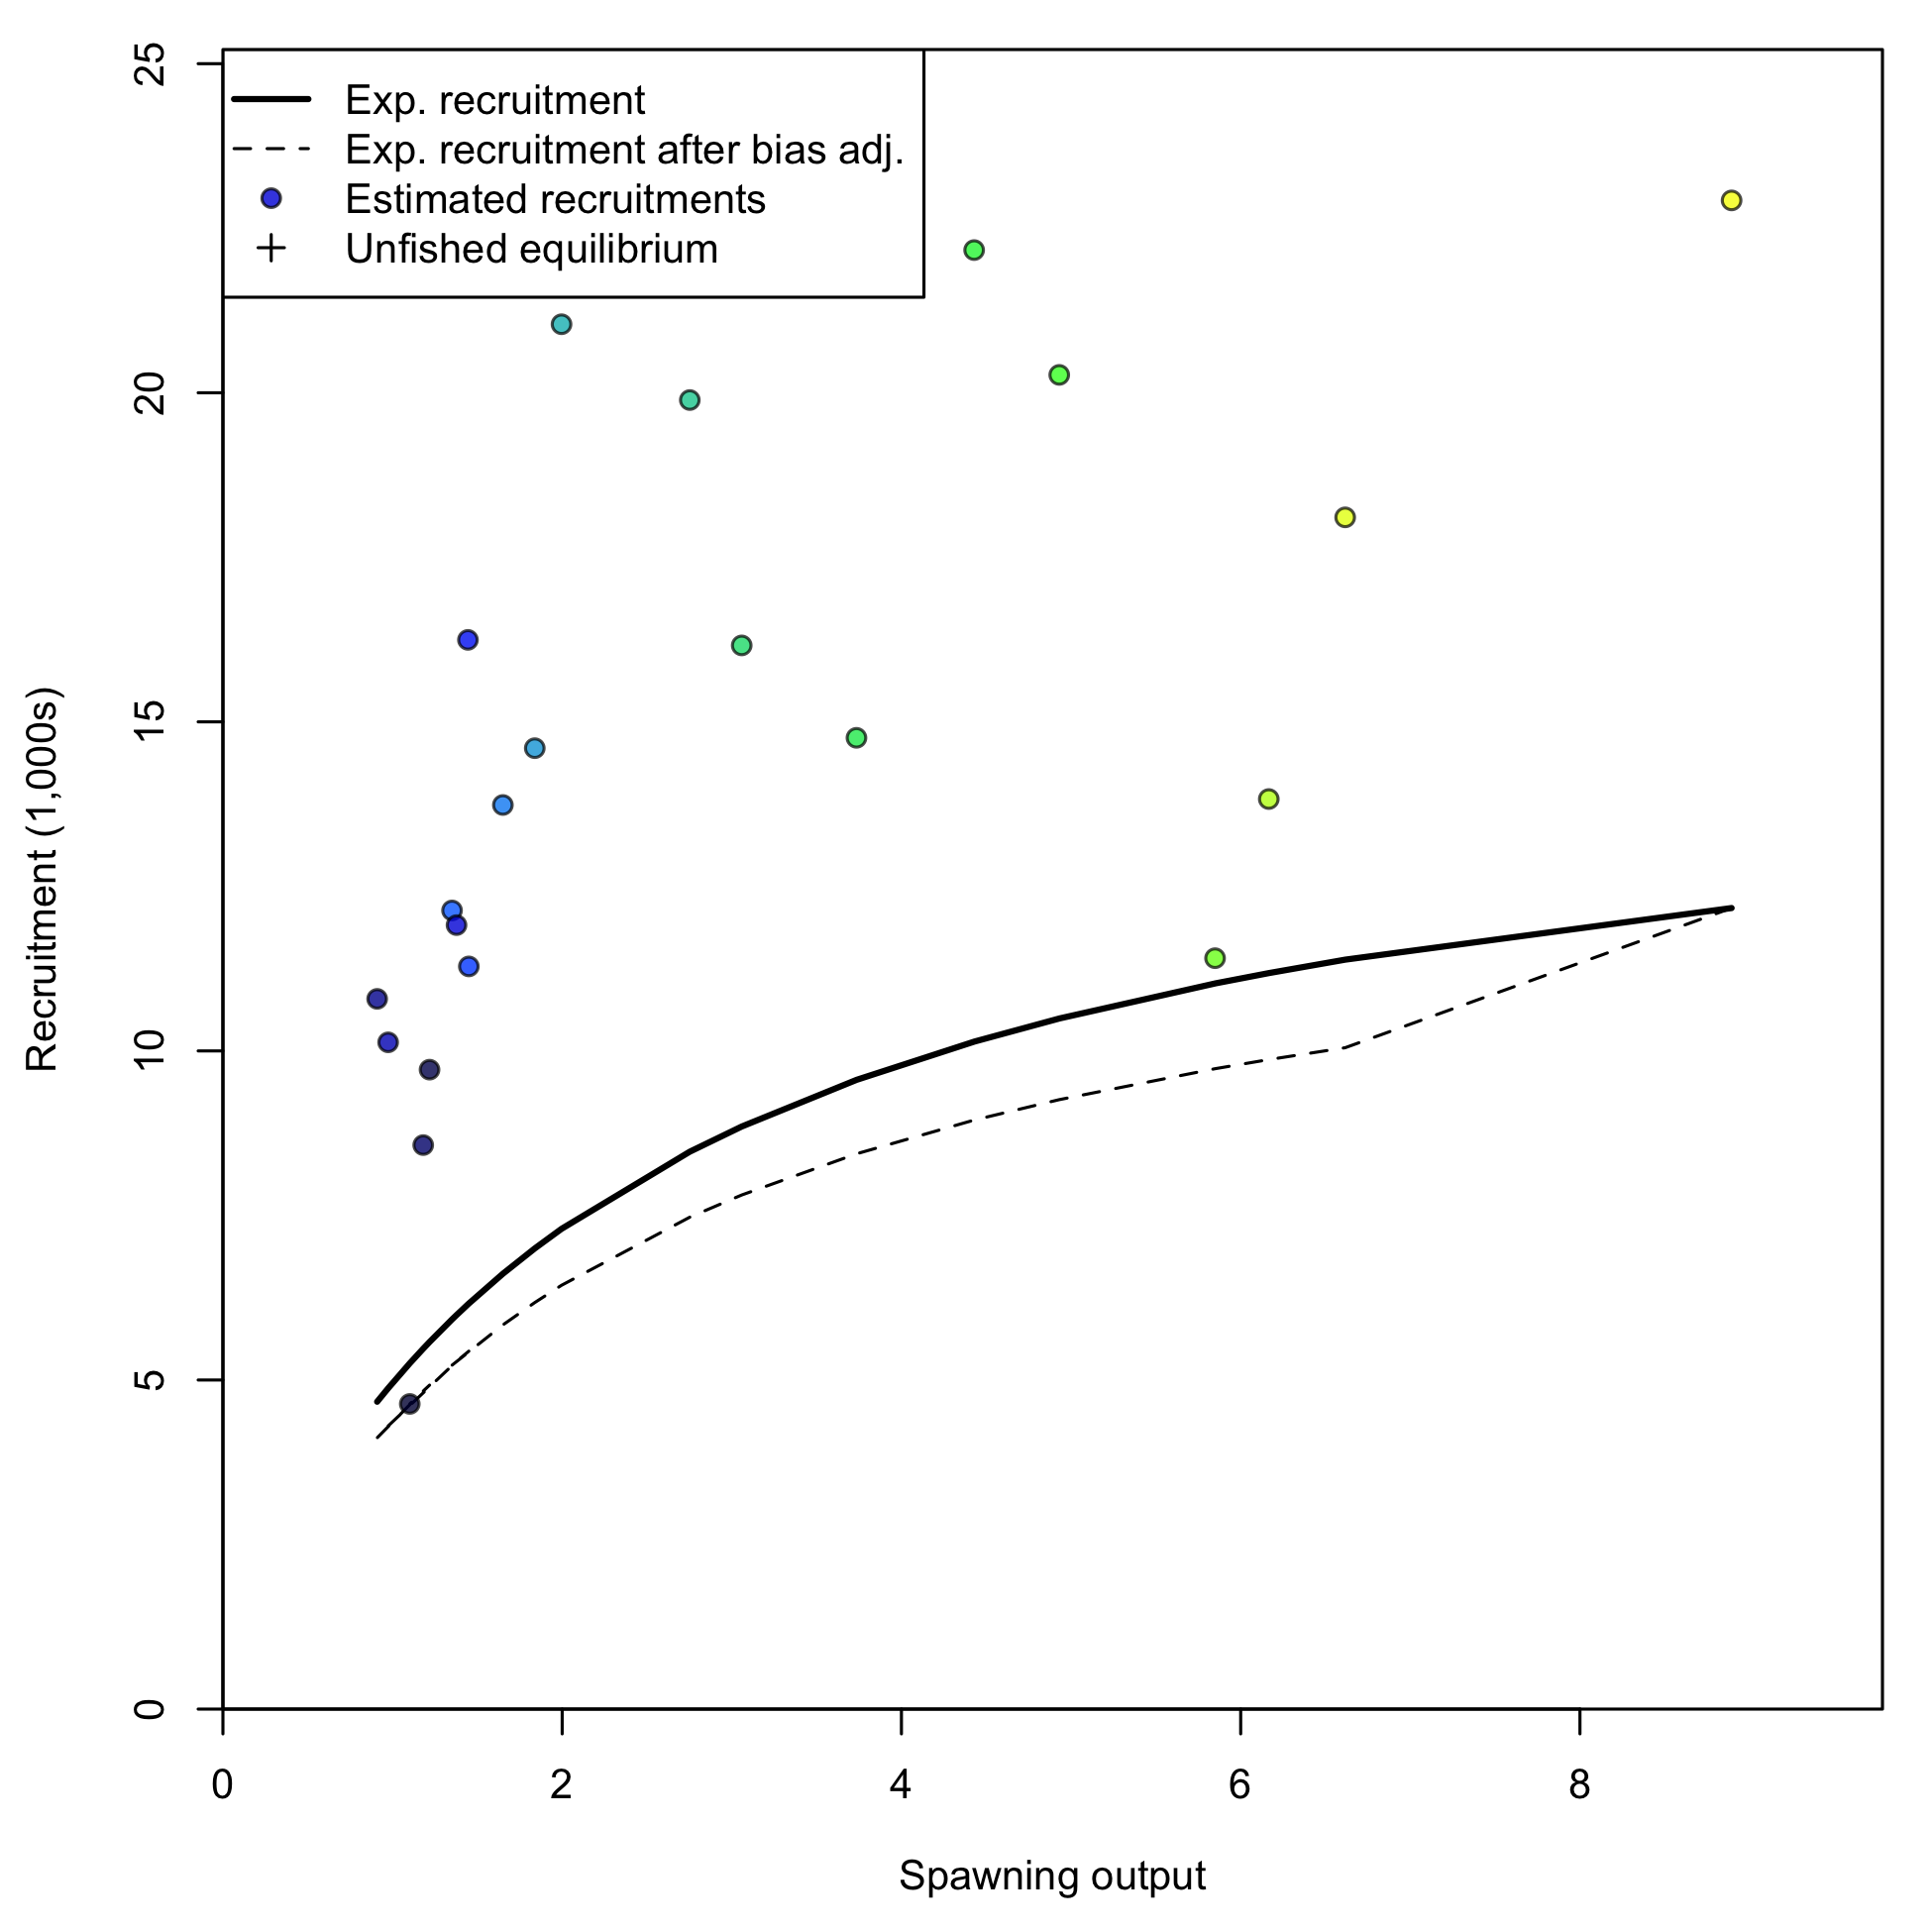 Exp. recruitment
Exp. recruitment after bias adj.
Estimated recruitments
Unfished equilibrium
Recruitment (1,000s)
25
20
15
10
5
0
0 2 4 6 8
Spawning output